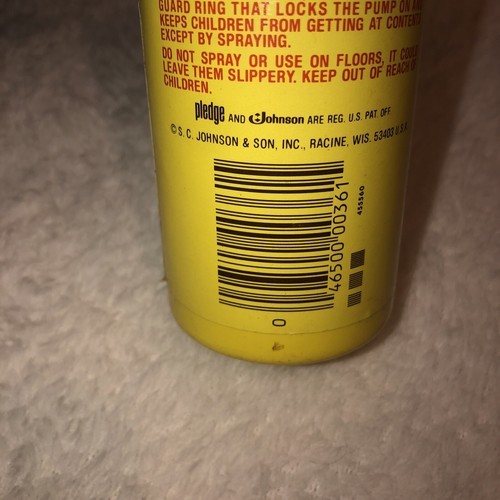 GUARD RING THAT LOCKS THE PUMP ON
KEEPS CHILDREN FROM GETTING AT
EXCEPT BY SPRAYING.
DO NOT SPRAY OR USE ON FLOORS, IT
LEAVE THEM SLIPPERY. KEEP OUT OF REACH
CHILDREN.
pledge AND Johnson ARE REG. U.S. PAT. OFF.
© S. C. JOHNSON & SON, INC., RACINE, WIS. 53403 U.S.A.
46500 00361
455360
0